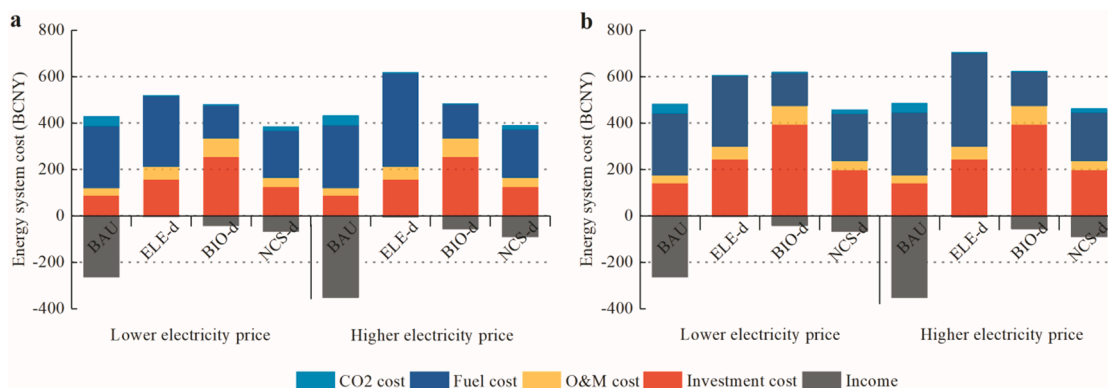 a
b
Energy system cost (BCNY)
800
600
400
200
0
-200
-400
BAU
ELE-d
BIO-d
NCS-d
BAU
ELE-d
BIO-d
NCS-d
Lower electricity price
Higher electricity price
Energy system cost (BCNY)
800
600
400
200
0
-200
-400
BAU
ELE-d
BIO-d
NCS-d
BAU
ELE-d
BIO-d
NCS-d
Lower electricity price
Higher electricity price
CO2 cost
Fuel cost
O&M cost
Investment cost
Income